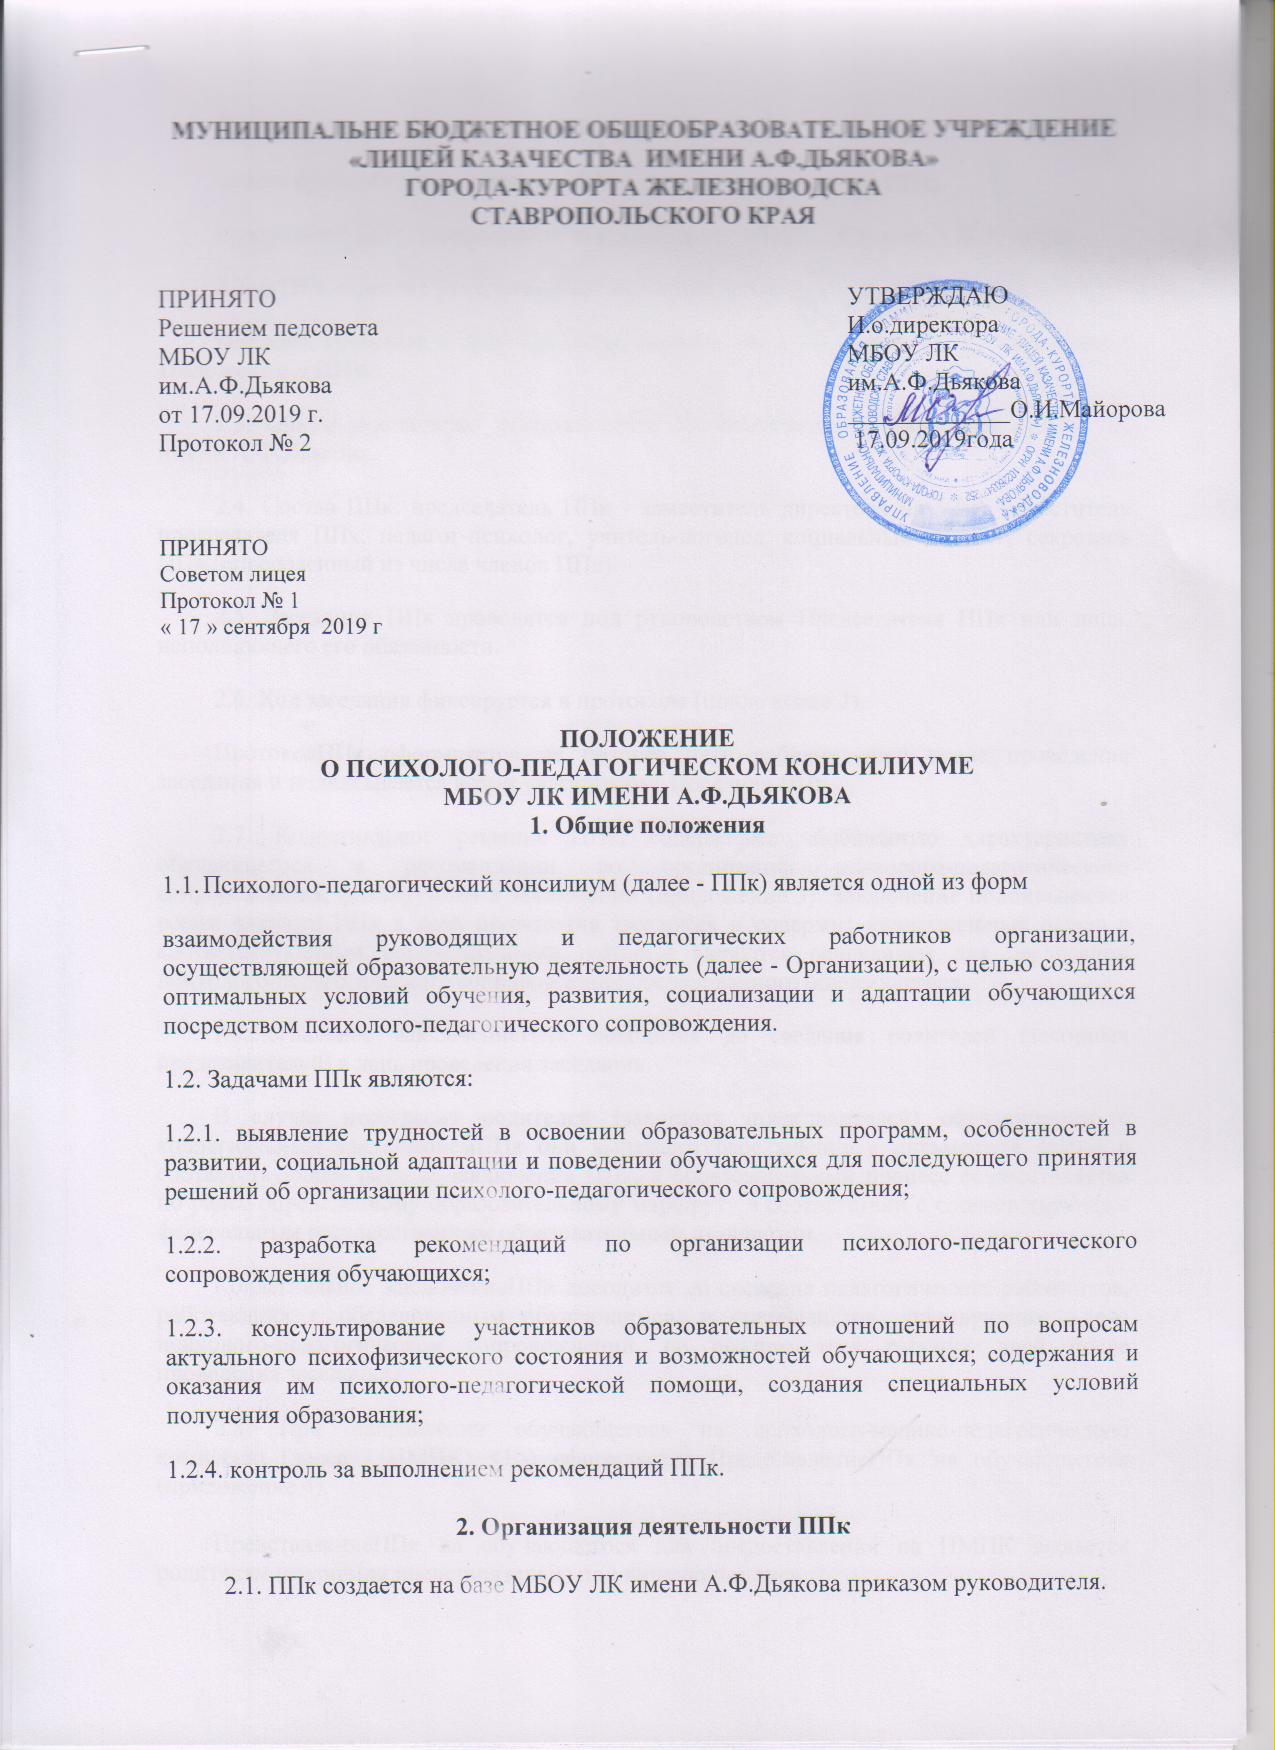 МУНИЦИПАЛЬНЕ БЮДЖЕТНОЕ ОБЩЕОБРАЗОВАТЕЛЬНОЕ УЧРЕЖДЕНИЕ
«ЛИЦЕЙ КАЗАЧЕСТВА ИМЕНИ А.Ф.ДЬЯКОВА»
ГОРОДА-КУРОРТА ЖЕЛЕЗНОВОДСКА
СТАВРОПОЛЬСКОГО КРАЯ
ПРИНЯТО
Решением педсовета
МБОУ ЛК
им.А.Ф.Дьякова
от 17.09.2019 г.
Протокол № 2
УТВЕРЖДАЮ
И.о.директора
МБОУ ЛК
им.А.Ф.Дьякова
О.И.Майорова
17.09.2019года
ПРИНЯТО
Советом лицея
Протокол № 1
« 17 » сентября 2019 г
ПОЛОЖЕНИЕ
О ПСИХОЛОГО-ПЕДАГОГИЧЕСКОМ КОНСИЛИУМЕ
МБОУ ЛК ИМЕНИ А.Ф.ДЬЯКОВА
1. Общие положения
1.1. Психолого-педагогический консилиум (далее - ППк) является одной из форм
взаимодействия руководящих и педагогических работников организации,
осуществляющей образовательную деятельность (далее - Организации), с целью создания
оптимальных условий обучения, развития, социализации и адаптации обучающихся
посредством психолого-педагогического сопровождения.
1.2. Задачами ППк являются:
1.2.1. выявление трудностей в освоении образовательных программ, особенностей в
развитии, социальной адаптации и поведении обучающихся для последующего принятия
решений об организации психолого-педагогического сопровождения;
1.2.2. разработка рекомендаций по организации психолого-педагогического
сопровождения обучающихся;
1.2.3. консультирование участников образовательных отношений по вопросам
актуального психофизического состояния и возможностей обучающихся; содержания и
оказания им психолого-педагогической помощи, создания специальных условий
получения образования;
1.2.4. контроль за выполнением рекомендаций ППк.
2. Организация деятельности ППк
2.1. ППк создается на базе МБОУ ЛК имени А.Ф.Дьякова приказом руководителя.